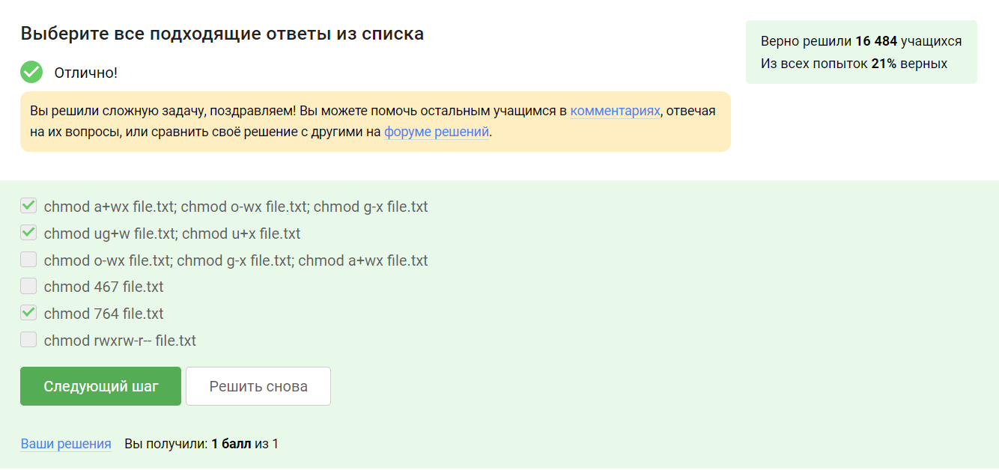 Выберите все подходящие ответы из списка
Верно решили 16 484 учащихся
Из всех попыток 21% верных
Отлично!
Вы решили сложную задачу, поздравляем! Вы можете помочь остальным учащимся в комментариях, отвечая
на их вопросы, или сравнить своё решение с другими на форуме решений.
chmod a+wx file.txt; chmod o-wx file.txt; chmod g-x file.txt
chmod ug+w file.txt; chmod u+x file.txt
chmod o-wx file.txt; chmod g-x file.txt; chmod a+wx file.txt
chmod 467 file.txt
chmod 764 file.txt
chmod rwxrw-r-- file.txt
Следующий шаг
Решить снова
Ваши решения Вы получили: 1 балл из 1